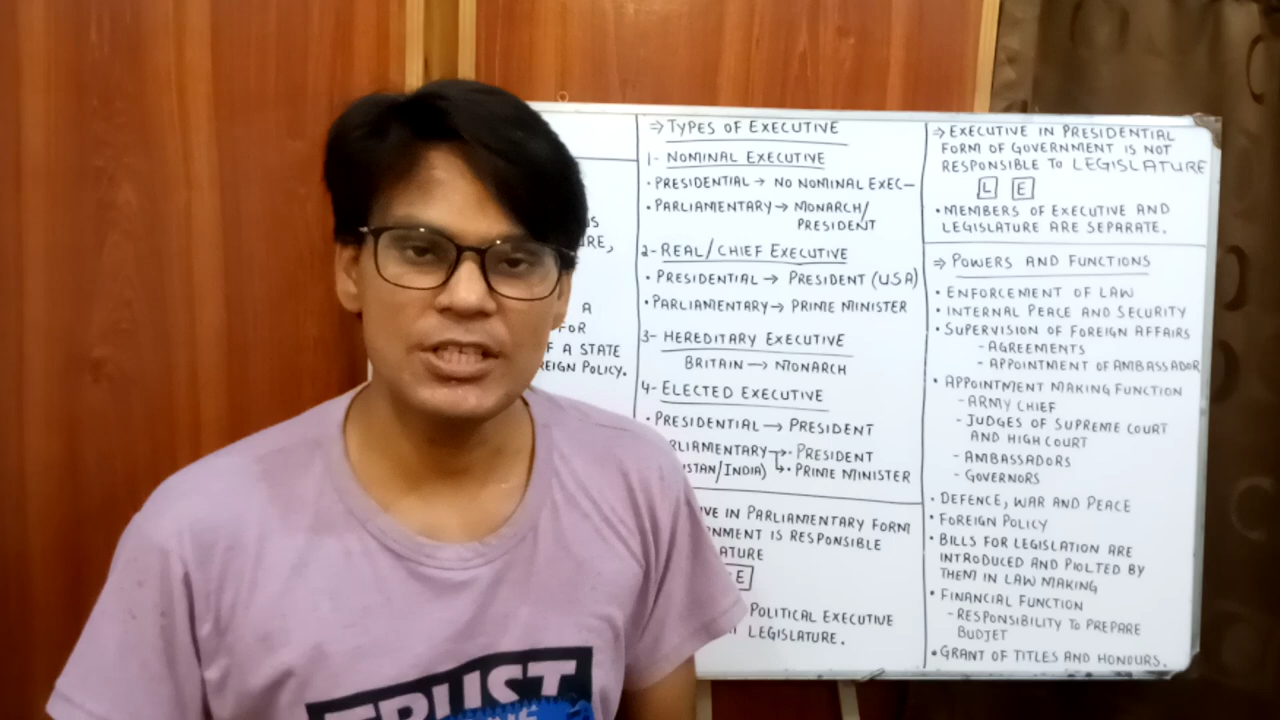 A
FOR
F A STATE
REIGN POLICY.
⇒ TYPES OF EXECUTIVE
1- NOMINAL EXECUTIVE
• PRESIDENTIAL → NO NOMINAL EXEC–
• PARLIAMENTARY → MONARCH/
PRESIDENT
2- REAL/CHIEF EXECUTIVE
• PRESIDENTIAL → PRESIDENT (USA)
• PARLIAMENTARY → PRIME MINISTER
3- HEREDITARY EXECUTIVE
BRITAIN → MONARCH
4- ELECTED EXECUTIVE
• PRESIDENTIAL → PRESIDENT
RLIAMENTARY → • PRESIDENT
ISTAN/INDIA) ↳ • PRIME MINISTER
IVE IN PARLIAMENTARY FORM
RNMENT IS RESPONSIBLE
ATURE
E
POLITICAL EXECUTIVE
LEGISLATURE.
⇒ EXECUTIVE IN PRESIDENTIAL
FORM OF GOVERNMENT IS NOT
RESPONSIBLE TO LEGISLATURE
L E
• MEMBERS OF EXECUTIVE AND
LEGISLATURE ARE SEPARATE.
⇒ POWERS AND FUNCTIONS
• ENFORCEMENT OF LAW
• INTERNAL PEACE AND SECURITY
• SUPERVISION OF FOREIGN AFFAIRS
- AGREEMENTS
- APPOINTMENT OF AMBASSADOR
• APPOINTMENT MAKING FUNCTION
- ARMY CHIEF
- JUDGES OF SUPREME COURT
AND HIGH COURT
- AMBASSADORS
- GOVERNORS
• DEFENCE, WAR AND PEACE
• FOREIGN POLICY
• BILLS FOR LEGISLATION ARE
INTRODUCED AND PIOLTED BY
THEM IN LAW MAKING
• FINANCIAL FUNCTION
- RESPONSIBILITY TO PREPARE
BUDJET
• GRANT OF TITLES AND HONOURS.
TRUST